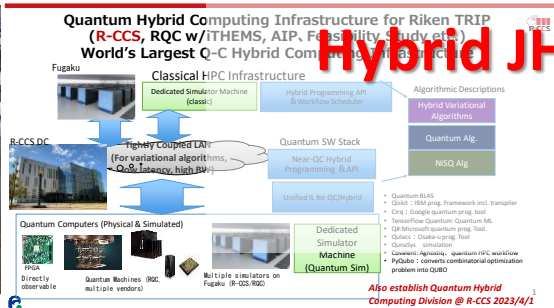 Quantum Hybrid Computing Infrastructure for Riken TRIP
(R-CCS, RQC w/iTHEMS, AIP, Feasibility Study etc.)
World's Largest Q-C Hybrid Computing Infrastructure
Hybrid JH
R-CCS
Fugaku
Classical HPC Infrastructure
Dedicated Simulator Machine
(classic)
Hybrid Programming API
& Workflow Scheduler
Algorithmic Descriptions
Hybrid Variational
Algorithms
Quantum Alg.
NISQ Alg
R-CCS DC
Tightly Coupled LAN
(For variational algorithms,
low latency, high BW)
Quantum SW Stack
Near-QC Hybrid
Programming &API
Unified IL for QC/Hybrid
• Quantum BLAS
• Qiskit：IBM prog. Framework incl. transpiler
• Cirq：Google quantum prog. tool
• TensorFlow Quantum: Quantum ML
• Q#:Microsoft quantum prog. Tool.
• Qulacs：Osaka-u prog. Tool
• QunaSys simulation
• Covalent: Agnostiq, quantum HPC workflow
• PyQubo：converts combinatorial optimization
problem into QUBO
Quantum Computers (Physical & Simulated)
FPGA
Directly
observable
Quantum Machines (RQC,
multiple vendors)
Multiple simulators on
Fugaku (R-CCS/RQC)
Dedicated
Simulator
Machine
(Quantum Sim)
Also establish Quantum Hybrid
Computing Division @ R-CCS 2023/4/1
1